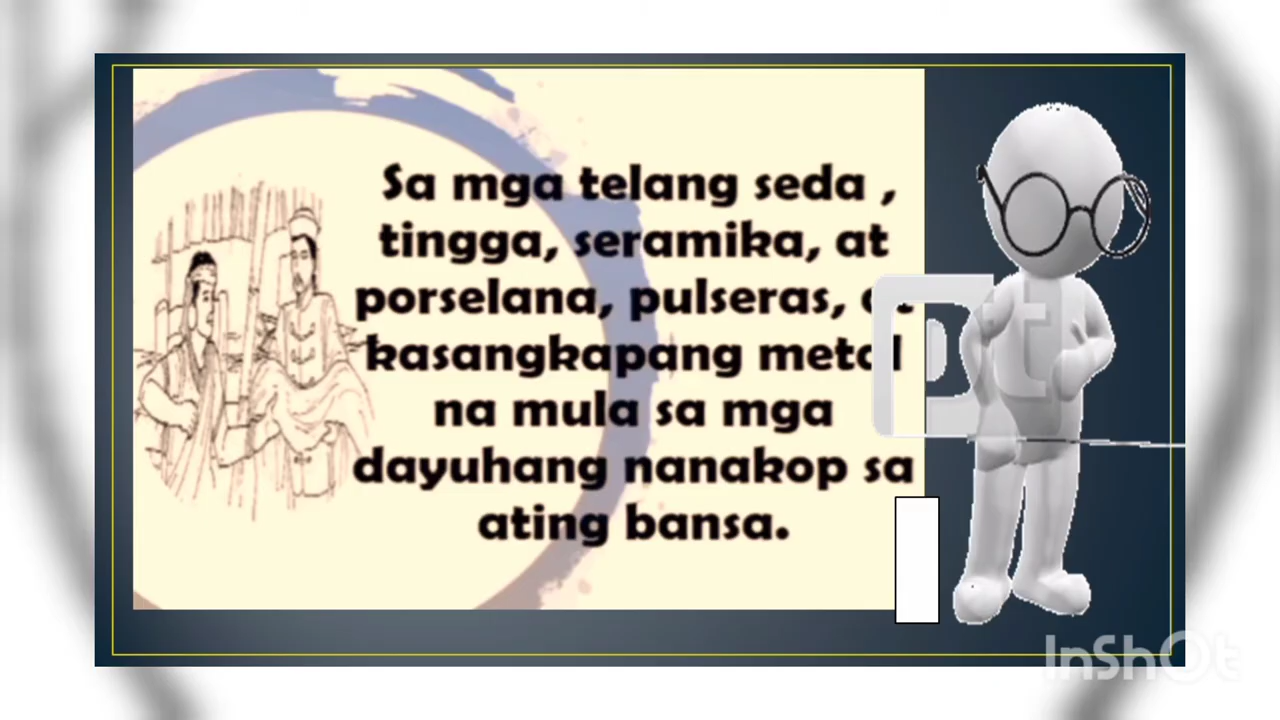 Sa mga telang seda ,
tingga, seramika, at
porselana, pulseras, at
kasangkapang metal
na mula sa mga
dayuhang nanakop sa
ating bansa.
InShOt